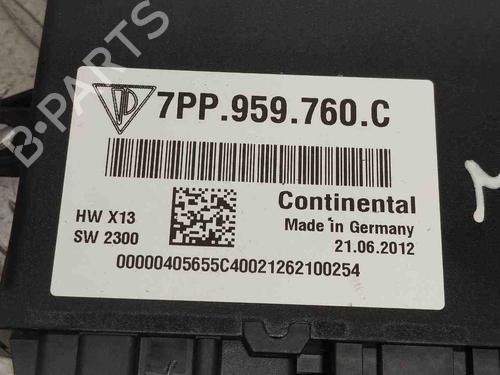 7PP.959.760.C
Continental
HW X13
Made in Germany
SW 2300
21.06.2012
00000405655C40021262100254
B-PARTS